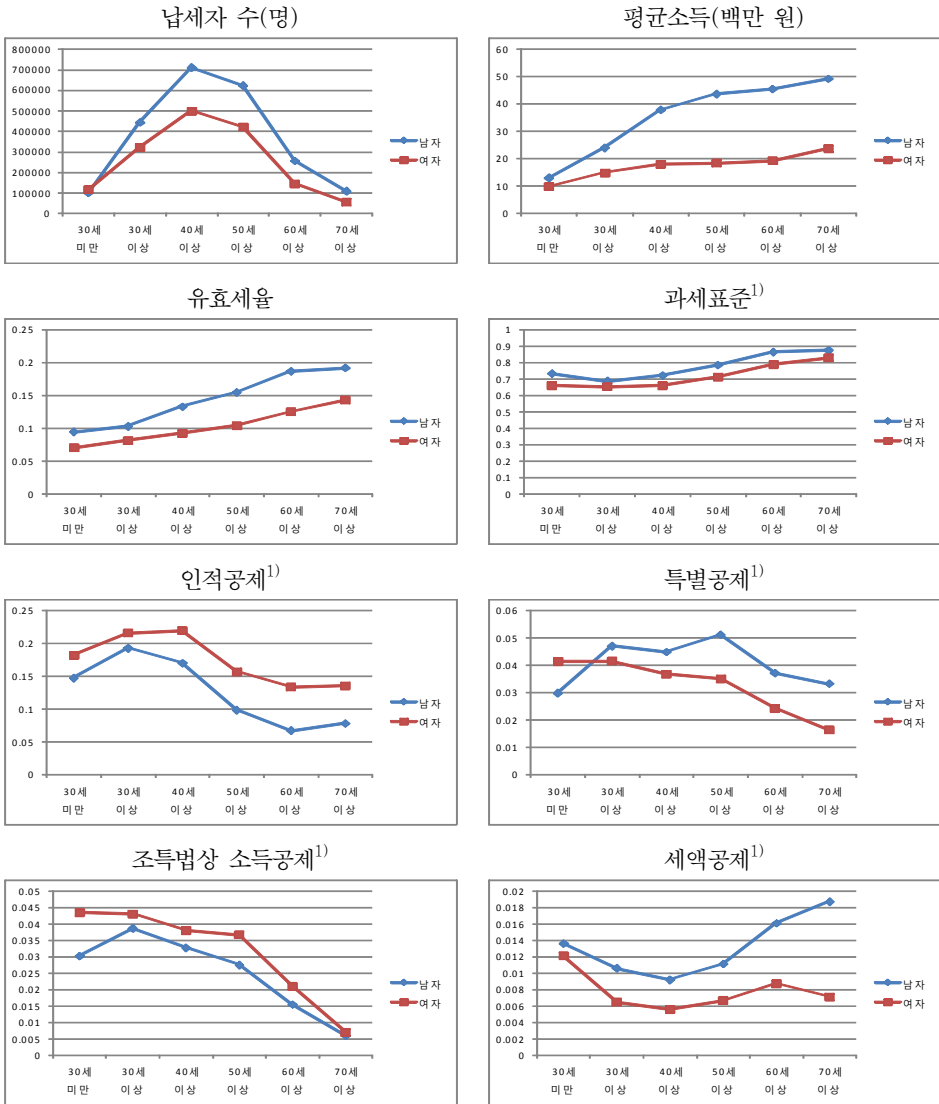 납세자 수(명)
800000
700000
600000
500000
400000
300000
200000
100000
0
30세 30세 40세 50세 60세 70세
미만 이상 이상 이상 이상 이상
남자
여자
평균소득(백만 원)
60
50
40
30
20
10
0
30세 30세 40세 50세 60세 70세
미만 이상 이상 이상 이상 이상
남자
여자
유효세율
0.25
0.2
0.15
0.1
0.05
0
30세 30세 40세 50세 60세 70세
미만 이상 이상 이상 이상 이상
남자
여자
과세표준1)
1
0.9
0.8
0.7
0.6
0.5
0.4
0.3
0.2
0.1
0
30세 30세 40세 50세 60세 70세
미만 이상 이상 이상 이상 이상
남자
여자
인적공제1)
0.25
0.2
0.15
0.1
0.05
0
30세 30세 40세 50세 60세 70세
미만 이상 이상 이상 이상 이상
남자
여자
특별공제1)
0.06
0.05
0.04
0.03
0.02
0.01
0
30세 30세 40세 50세 60세 70세
미만 이상 이상 이상 이상 이상
남자
여자
조특법상 소득공제1)
0.05
0.045
0.04
0.035
0.03
0.025
0.02
0.015
0.01
0.005
0
30세 30세 40세 50세 60세 70세
미만 이상 이상 이상 이상 이상
남자
여자
세액공제1)
0.02
0.018
0.016
0.014
0.012
0.01
0.008
0.006
0.004
0.002
0
30세 30세 40세 50세 60세 70세
미만 이상 이상 이상 이상 이상
남자
여자